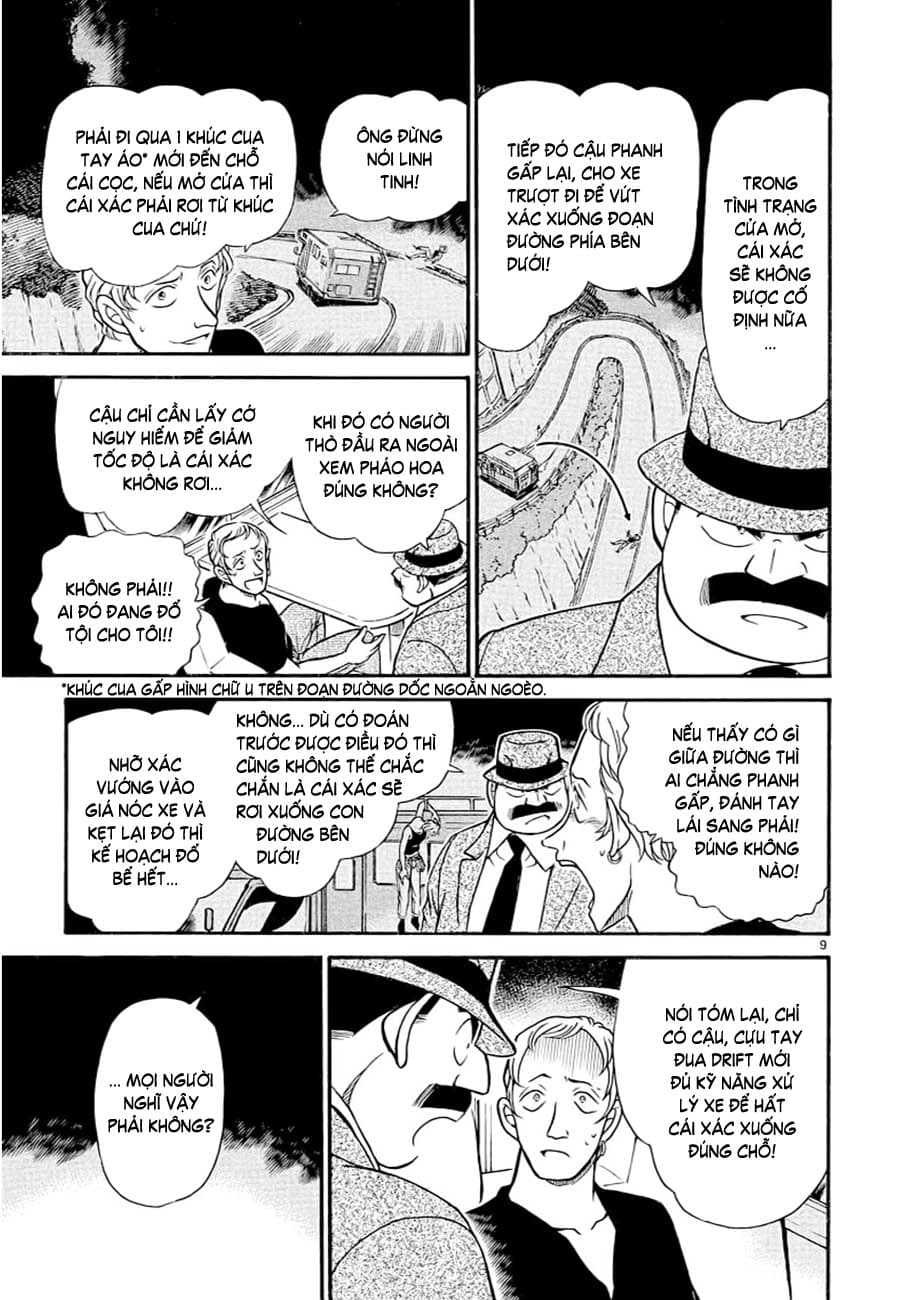 TRONG
TÌNH TRẠNG
CỬA MỞ,
CÁI XÁC
SẼ KHÔNG
ĐƯỢC CỐ
ĐỊNH NỮA
...
TIẾP ĐÓ CẬU PHANH
GẤP LẠI, CHO XE
TRƯỢT ĐI ĐỂ VỨT
XÁC XUỐNG ĐOẠN
ĐƯỜNG PHÍA BÊN
DƯỚI!
ÔNG ĐỪNG
NÓI LINH
TINH!
PHẢI ĐI QUA 1 KHÚC CUA
TAY ÁO* MỚI ĐẾN CHỖ
CÁI CỌC, NẾU MỞ CỬA THÌ
CÁI XÁC PHẢI RƠI TỪ KHÚC
CUA CHỨ!
KHI ĐÓ CÓ NGƯỜI
THÒ ĐẦU RA NGOÀI
XEM PHÁO HOA
ĐÚNG KHÔNG?
CẬU CHỈ CẦN LẤY CỚ
NGUY HIỂM ĐỂ GIẢM
TỐC ĐỘ LÀ CÁI XÁC
KHÔNG RƠI...
KHÔNG PHẢI!!
AI ĐÓ ĐANG ĐỔ
TỘI CHO TÔI!!
*KHÚC CUA GẤP HÌNH CHỮ U TRÊN ĐOẠN ĐƯỜNG DỐC NGOẰN NGOÈO.
NẾU THẤY CÓ GÌ
GIỮA ĐƯỜNG THÌ
AI CHẲNG PHANH
GẤP, ĐÁNH TAY
LÁI SANG PHẢI!
ĐÚNG KHÔNG
NÀO!
KHÔNG... DÙ CÓ ĐOÁN
TRƯỚC ĐƯỢC ĐIỀU ĐÓ THÌ
CŨNG KHÔNG THỂ CHẮC
CHẮN LÀ CÁI XÁC SẼ
RƠI XUỐNG CON
ĐƯỜNG BÊN
DƯỚI!
NHỠ XÁC
VƯỚNG VÀO
GIÁ NÓC XE VÀ
KẸT LẠI ĐÓ THÌ
KẾ HOẠCH ĐỔ
BỂ HẾT...
9
NÓI TÓM LẠI, CHỈ
CÓ CẬU, CỰU TAY
ĐUA DRIFT MỚI
ĐỦ KỸ NĂNG XỬ
LÝ XE ĐỂ HẤT
CÁI XÁC XUỐNG
ĐÚNG CHỖ!
... MỌI NGƯỜI
NGHĨ VẬY
PHẢI KHÔNG?